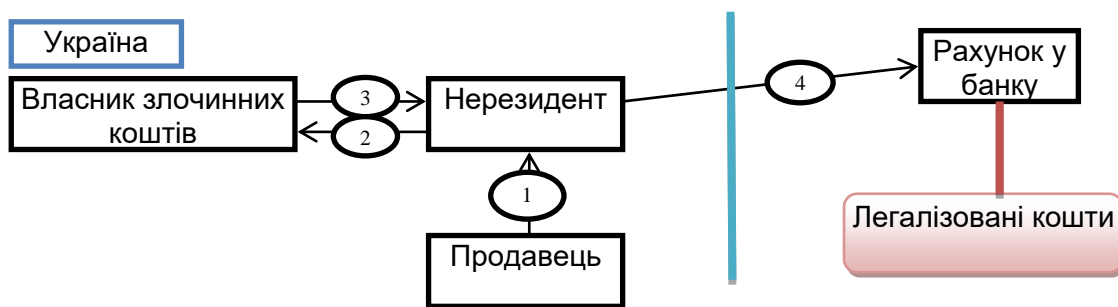 Україна
Власник злочинних
коштів
3
2
Нерезидент
1
Продавець
4
Рахунок у
банку
Легалізовані кошти